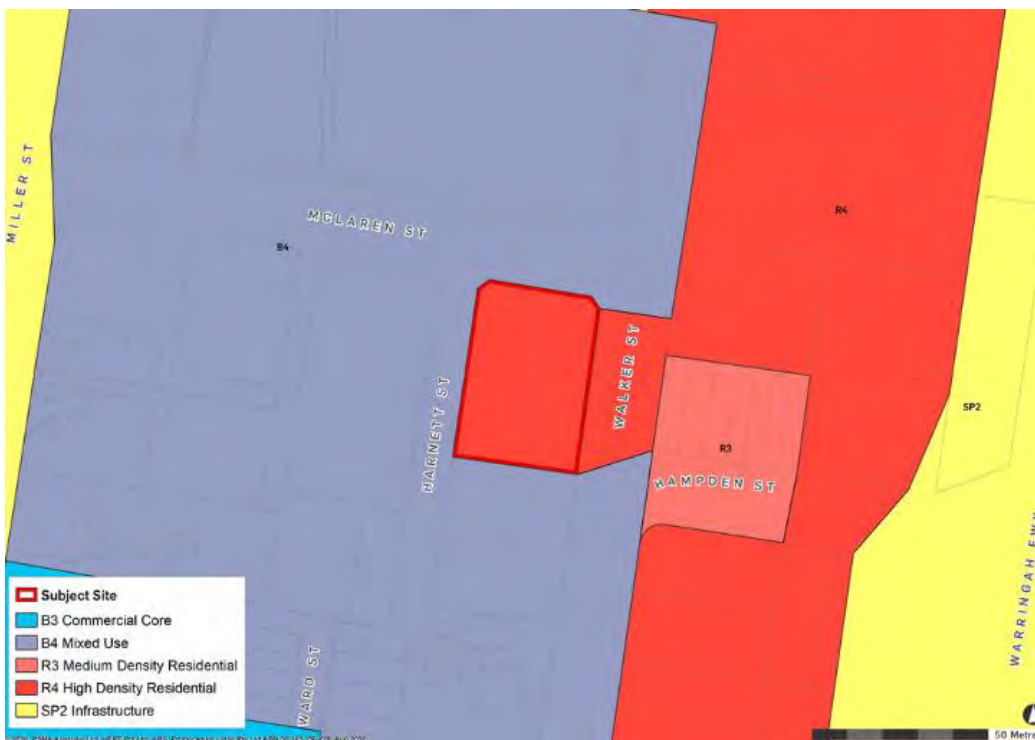 MILLER ST
MCLAREN ST
B4
R4
WALKER ST
HARNETT ST
SP2
R3
HAMPDEN ST
WARRINGAH FWY
WARD ST
Subject Site
B3 Commercial Core
B4 Mixed Use
R3 Medium Density Residential
R4 High Density Residential
SP2 Infrastructure
50 Metre